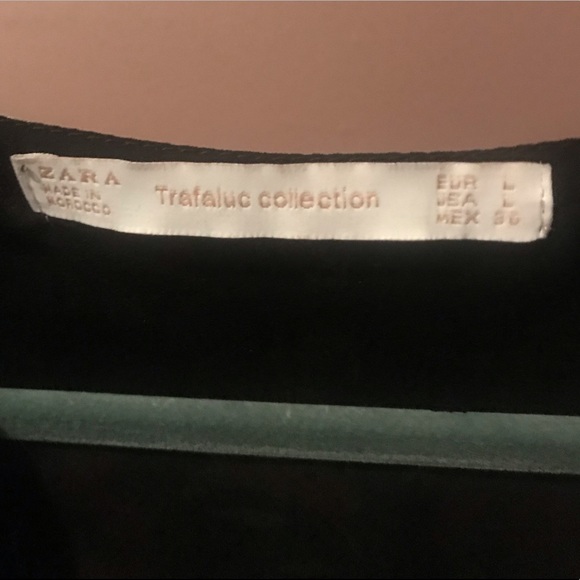 ZARA
MADE IN
MOROCCO
Trafaluc collection
EUR L
USA L
MEX